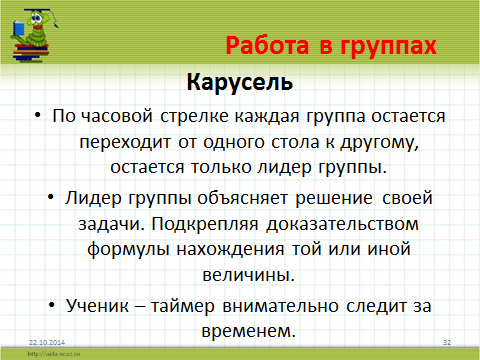 Работа в группах
Карусель
• По часовой стрелке каждая группа остается
переходит от одного стола к другому,
остается только лидер группы.
• Лидер группы объясняет решение своей
задачи. Подкрепляя доказательством
формулы нахождения той или иной
величины.
• Ученик – таймер внимательно следит за
временем.
22.10.2014
32
http://aida.ucoz.ru